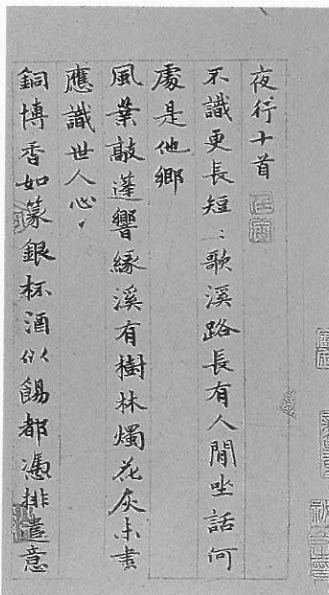 夜行十首
不識更長短〻歌溪路長有人間坐話何
處是他鄉
風葉敲蓬響緣溪有樹林燭花灰未盡
應識世人心
銅博香如篆銀杯酒似餳都憑排遣意